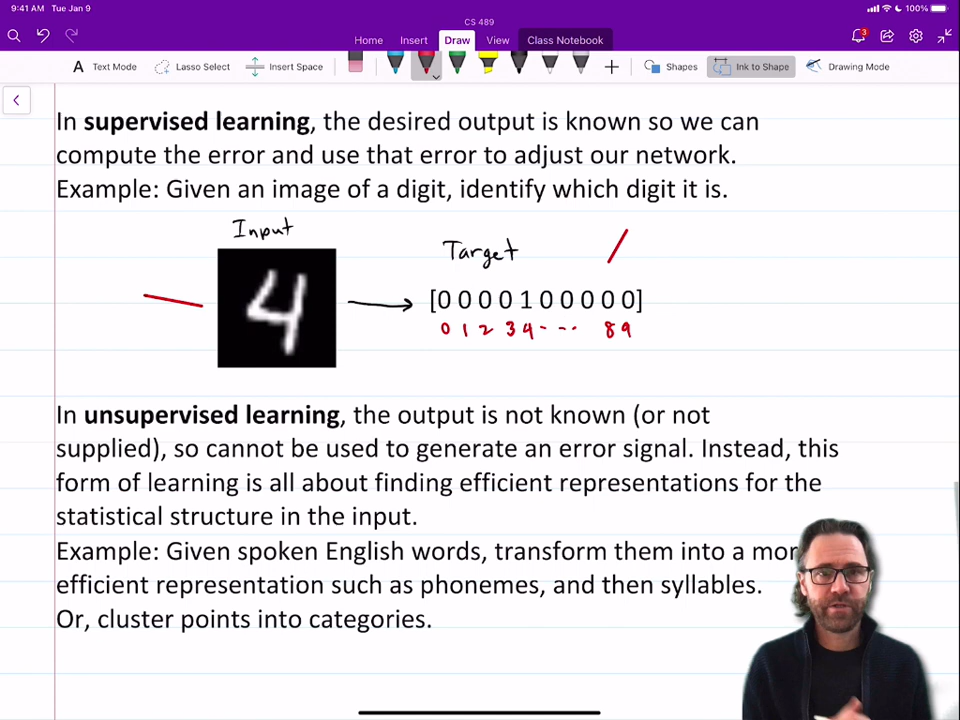 9:41 AM Tue Jan 9
100%
CS 489
Home Insert Draw View Class Notebook
3
Text Mode Lasso Select Insert Space Shapes Ink to Shape Drawing Mode
In supervised learning, the desired output is known so we can
compute the error and use that error to adjust our network.
Example: Given an image of a digit, identify which digit it is.
Input
Target
4
[0 0 0 0 1 0 0 0 0 0]
0 1 2 3 4 - -- 8 9
In unsupervised learning, the output is not known (or not
supplied), so cannot be used to generate an error signal. Instead, this
form of learning is all about finding efficient representations for the
statistical structure in the input.
Example: Given spoken English words, transform them into a mor
efficient representation such as phonemes, and then syllables.
Or, cluster points into categories.